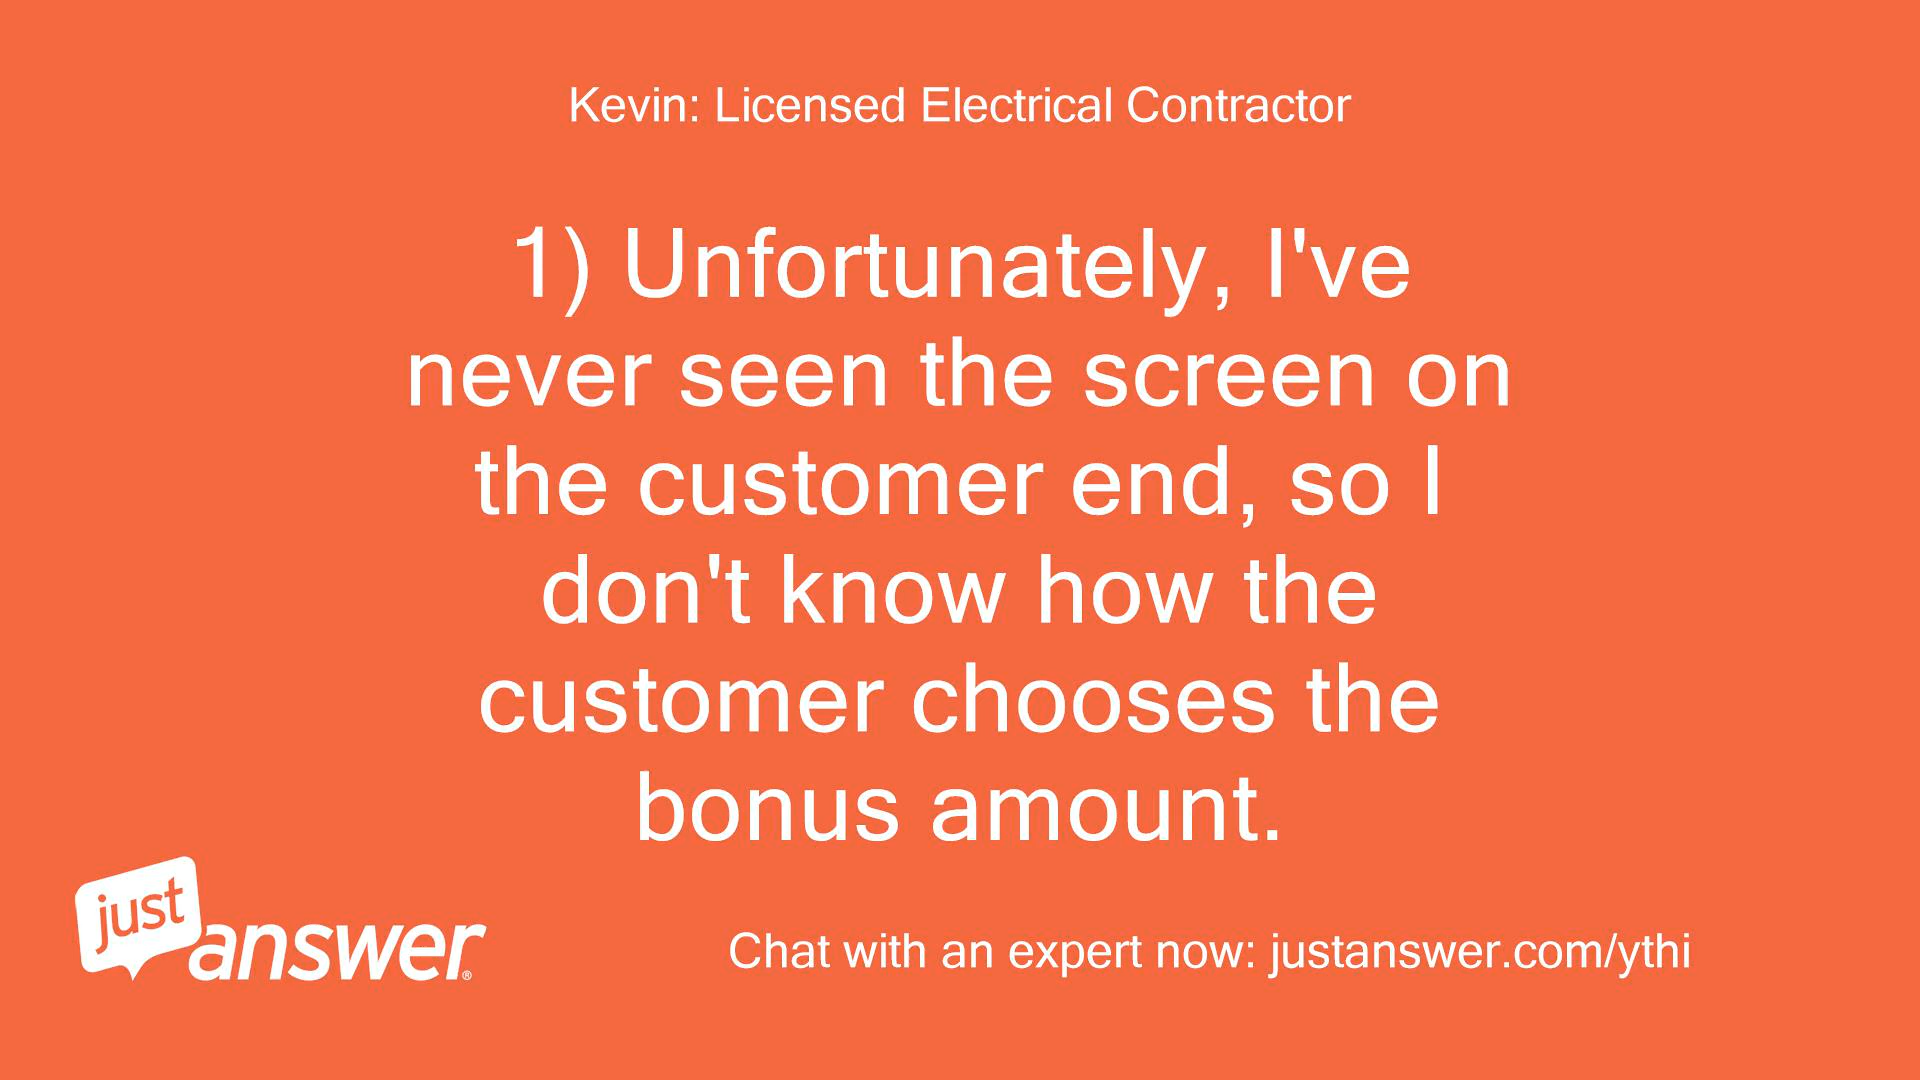 Kevin: Licensed Electrical Contractor
1) Unfortunately, I've
never seen the screen on
the customer end, so I
don't know how the
customer chooses the
bonus amount.
just
answer®
Chat with an expert now: justanswer.com/ythi